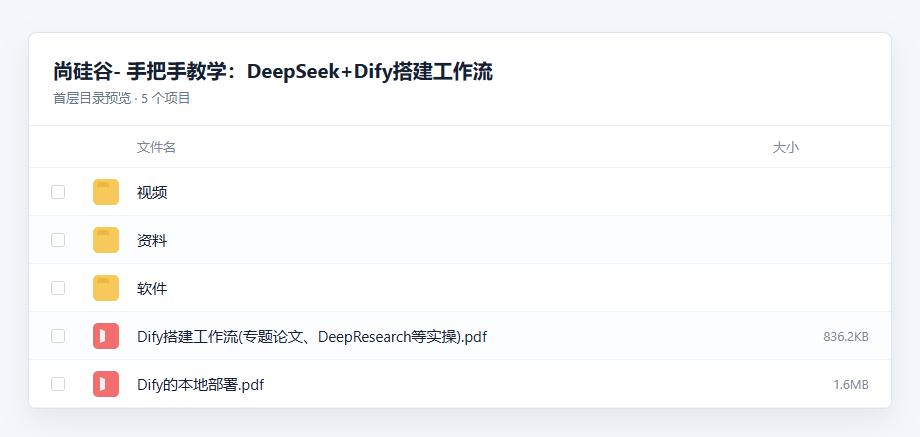 尚硅谷- 手把手教学：DeepSeek+Dify搭建工作流
首层目录预览 · 5 个项目
文件名 大小
视频
资料
软件
Dify搭建工作流(专题论文、DeepResearch等实操).pdf 836.2KB
Dify的本地部署.pdf 1.6MB